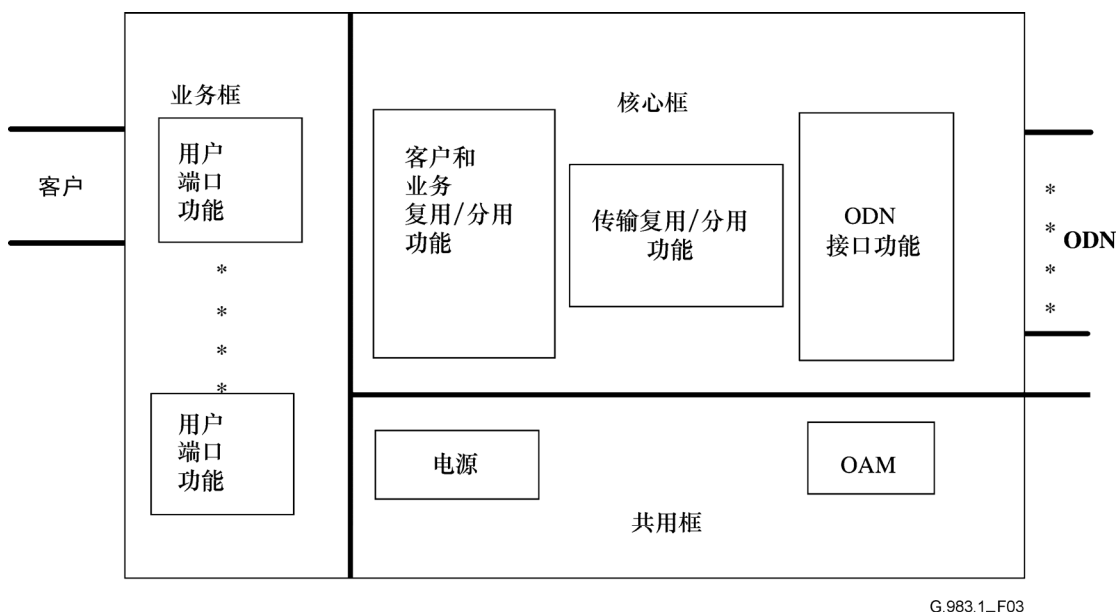 业务框
用户
端口
功能
*
*
*
*
用户
端口
功能
客户
核心框
客户和
业务
复用/分用
功能
传输复用/分用
功能
ODN
接口功能
*
*
*
*
ODN
电源
OAM
共用框
G.983.1_F03